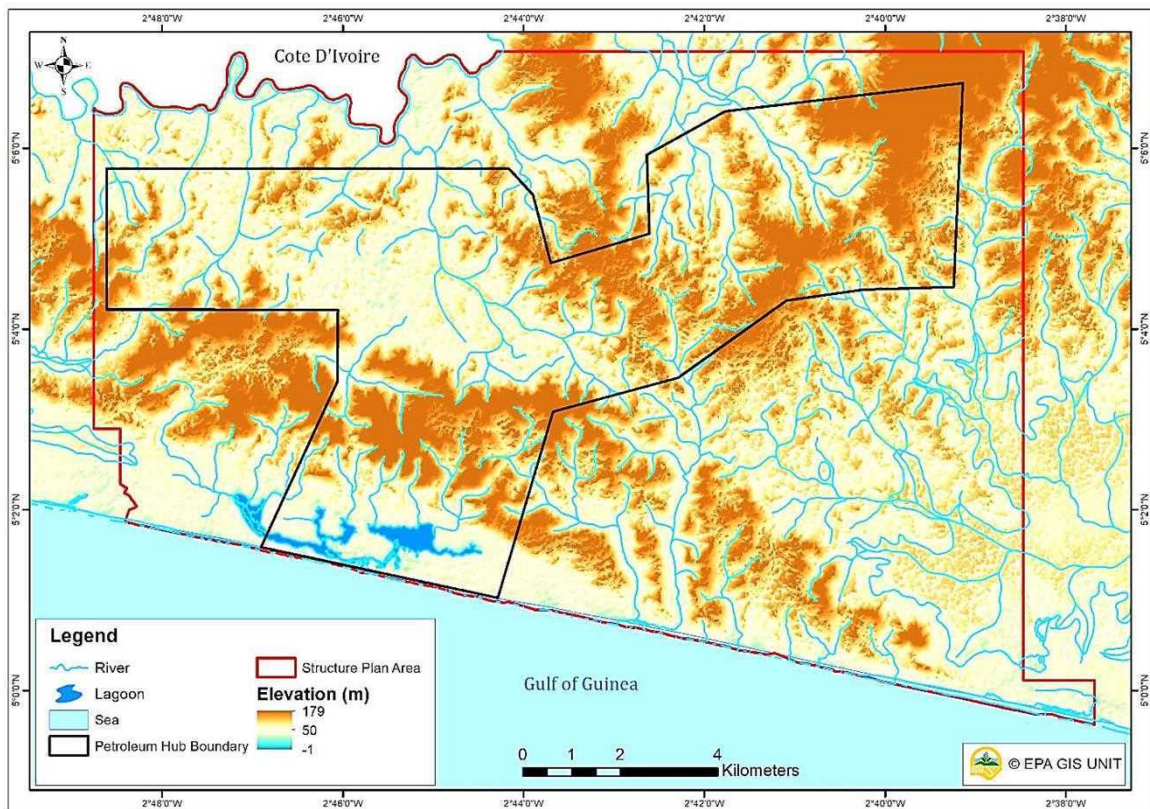 2°48'0"W 2°46'0"W 2°44'0"W 2°42'0"W 2°40'0"W 2°38'0"W
N
W E
S
Cote D'Ivoire
5°6'0"N 5°6'0"N
5°4'0"N 5°4'0"N
5°2'0"N 5°2'0"N
5°0'0"N 5°0'0"N
Gulf of Guinea
Legend
River
Lagoon
Sea
Petroleum Hub Boundary
Structure Plan Area
Elevation (m)
179
50
-1
0 1 2 4
Kilometers
© EPA GIS UNIT
2°48'0"W 2°46'0"W 2°44'0"W 2°42'0"W 2°40'0"W 2°38'0"W